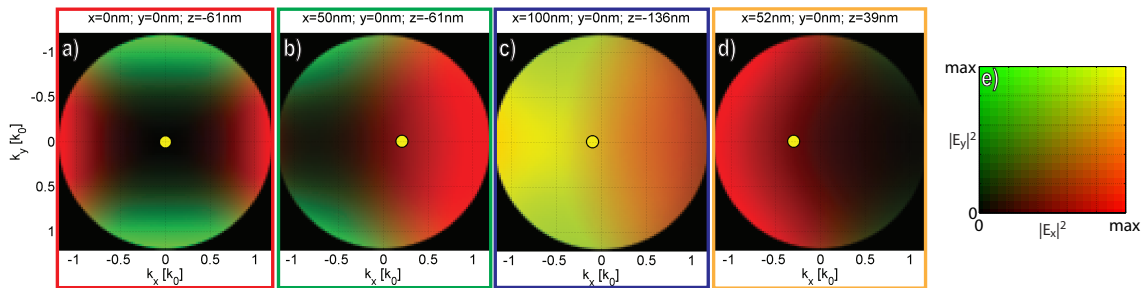 x=0nm; y=0nm; z=-61nm
x=50nm; y=0nm; z=-61nm
x=100nm; y=0nm; z=-136nm
x=52nm; y=0nm; z=39nm
a)
b)
c)
d)
e)
-1
-0.5
0
0.5
1
k_y [k_0]
-1 -0.5 0 0.5 1
k_x [k_0]
-1 -0.5 0 0.5 1
k_x [k_0]
-1 -0.5 0 0.5 1
k_x [k_0]
-1 -0.5 0 0.5 1
k_x [k_0]
max
|E_y|²
0
0 |E_x|² max